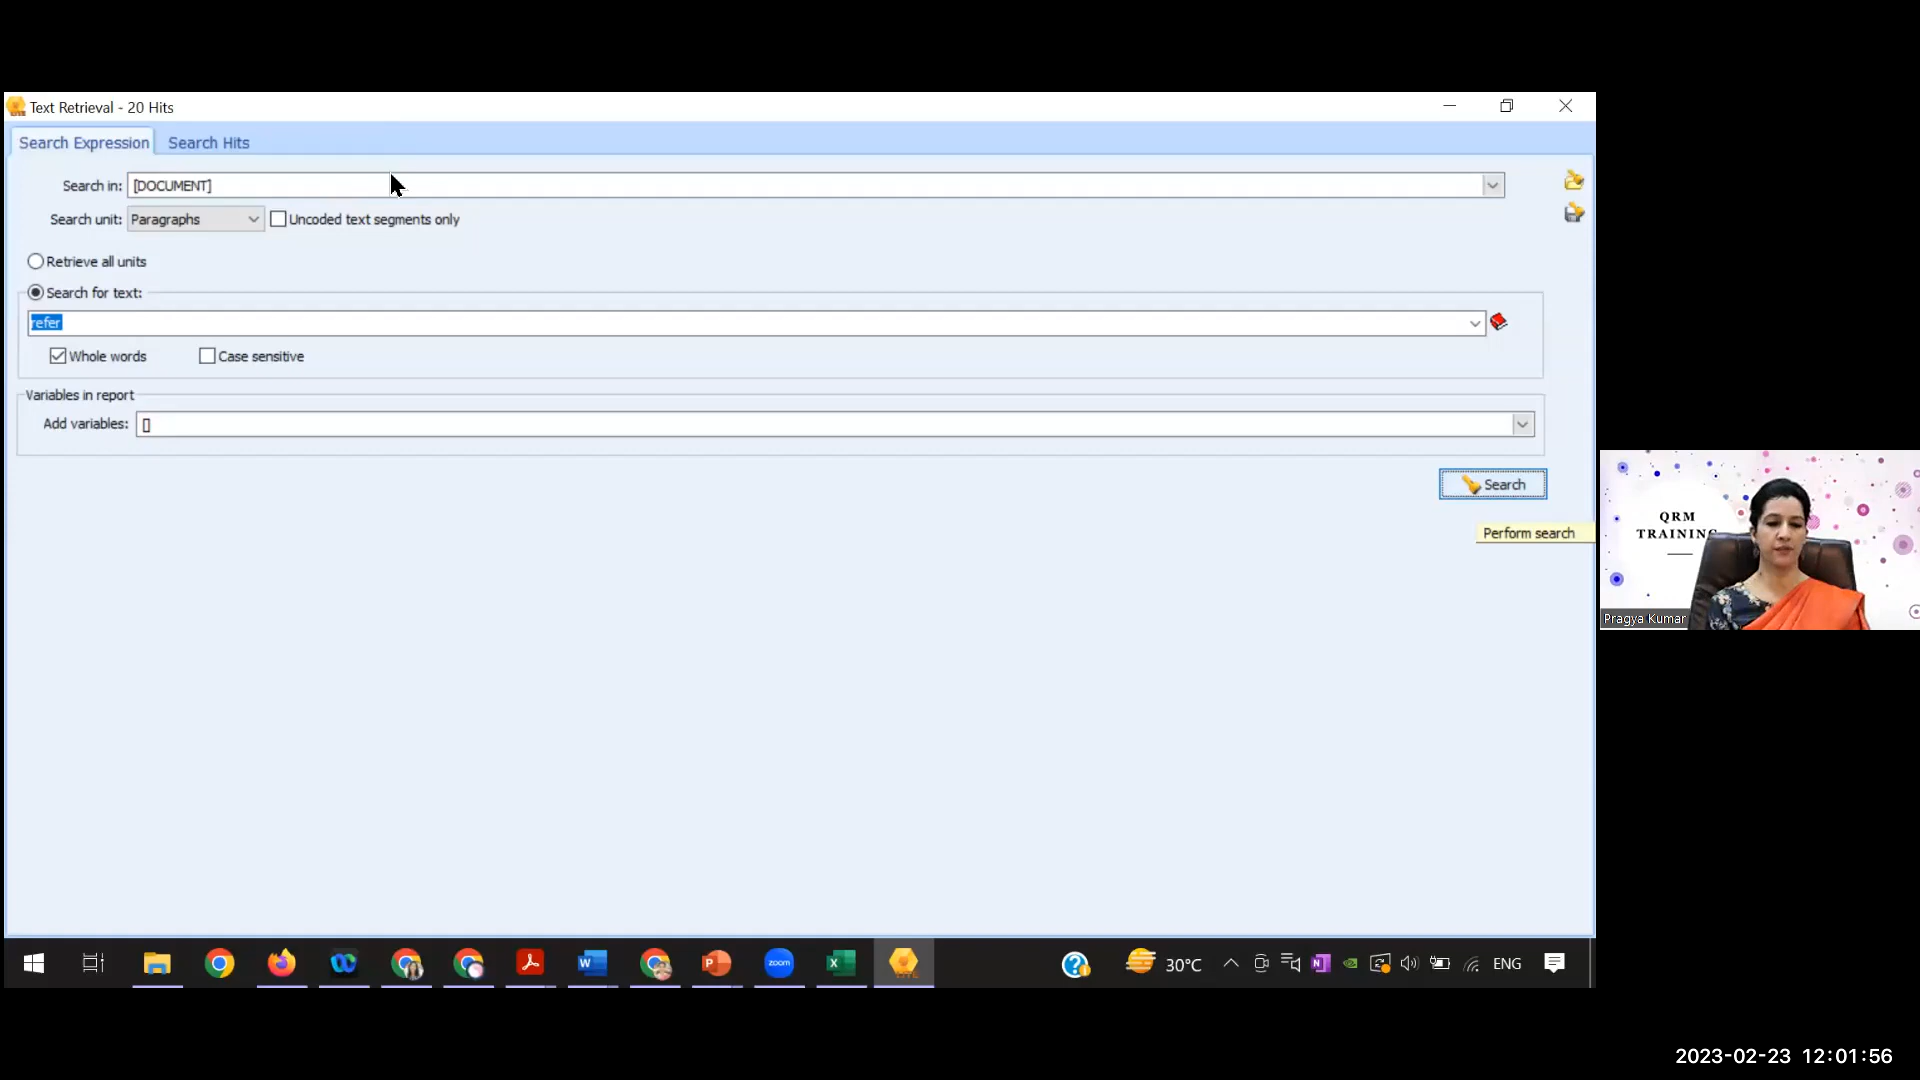 Text Retrieval - 20 Hits
Search Expression Search Hits
Search in: [DOCUMENT]
Search unit: Paragraphs Uncoded text segments only
Retrieve all units
Search for text:
refer
Whole words Case sensitive
Variables in report
Add variables: []
Search
Perform search
QRM
TRAINING
Pragya Kumar
zoom
30°C ENG
2023-02-23 12:01:56